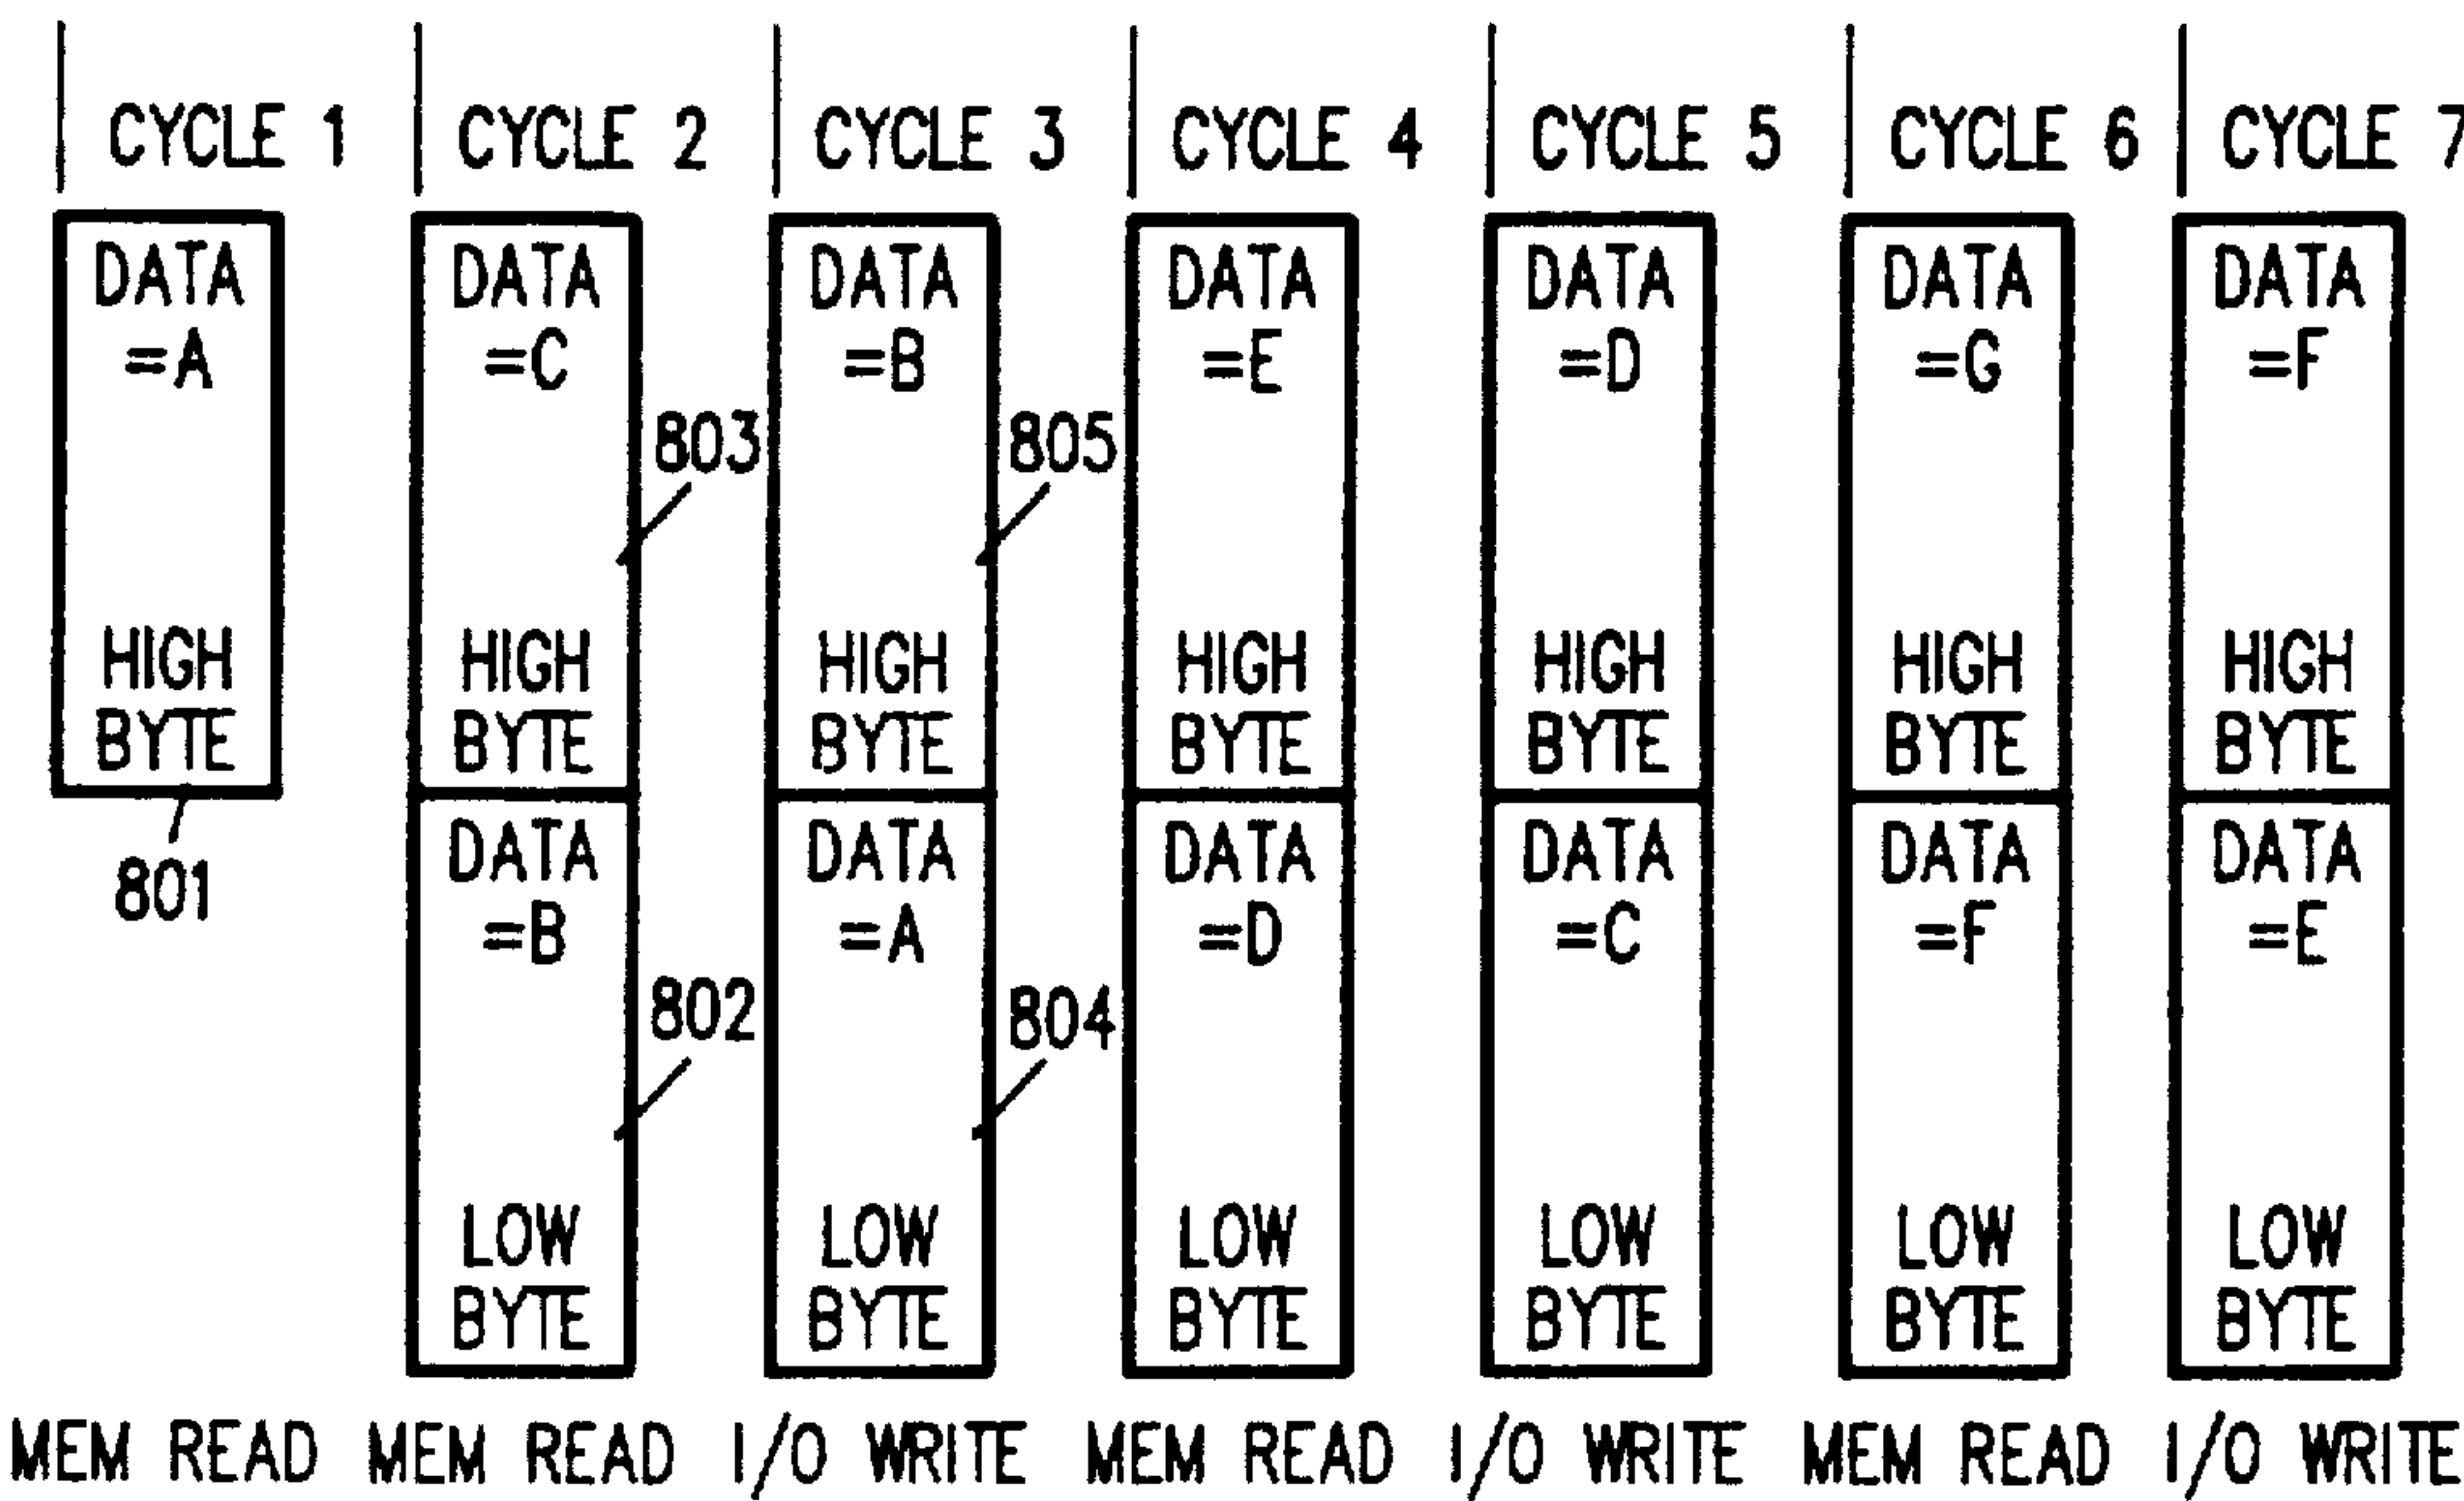 CYCLE 1 CYCLE 2 CYCLE 3 CYCLE 4 CYCLE 5 CYCLE 6 CYCLE 7
DATA DATA DATA DATA DATA DATA DATA
=A =C =B =E =D =G =F
803 805
HIGH HIGH HIGH HIGH HIGH HIGH HIGH
BYTE BYTE BYTE BYTE BYTE BYTE BYTE
DATA DATA DATA DATA DATA DATA
801
=B =A =D =C =F =E
802 804
LOW LOW LOW LOW LOW LOW
BYTE BYTE BYTE BYTE BYTE BYTE
MEM READ MEM READ I/O WRITE MEM READ I/O WRITE MEM READ I/O WRITE